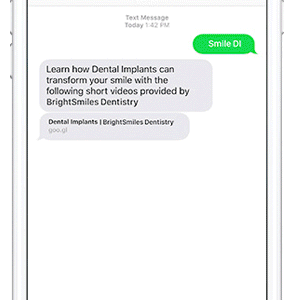 Text Message
Today 1:42 PM
Smile DI
Learn how Dental Implants can
transform your smile with the
following short videos provided by
BrightSmiles Dentistry
Dental Implants | BrightSmiles Dentistry
goo.gl